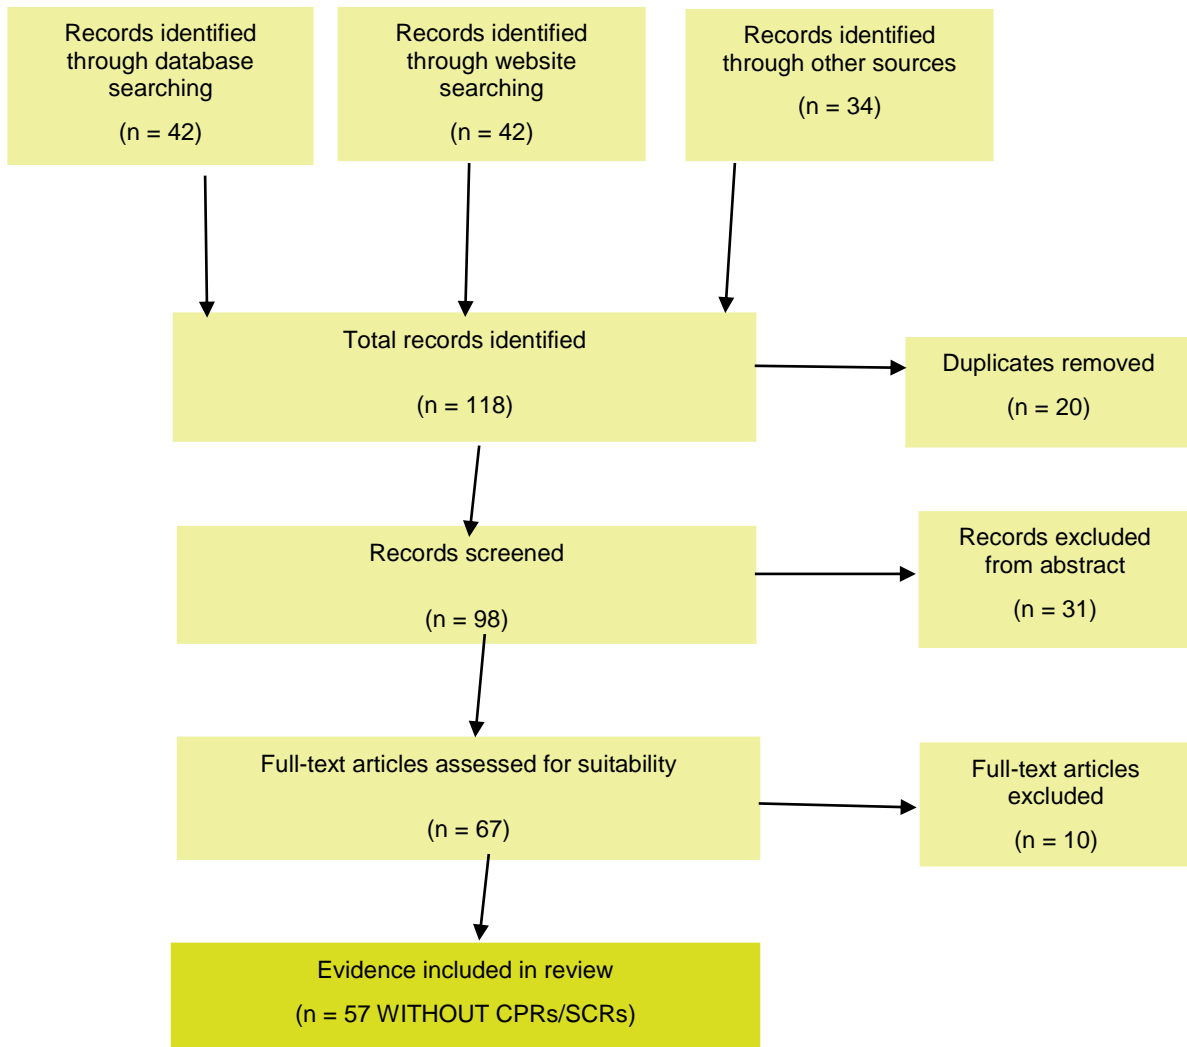 Records identified
through database
searching
(n = 42)
Records identified
through website
searching
(n = 42)
Records identified
through other sources
(n = 34)
Total records identified
(n = 118)
Duplicates removed
(n = 20)
Records screened
(n = 98)
Records excluded
from abstract
(n = 31)
Full-text articles assessed for suitability
(n = 67)
Full-text articles
excluded
(n = 10)
Evidence included in review
(n = 57 WITHOUT CPRs/SCRs)